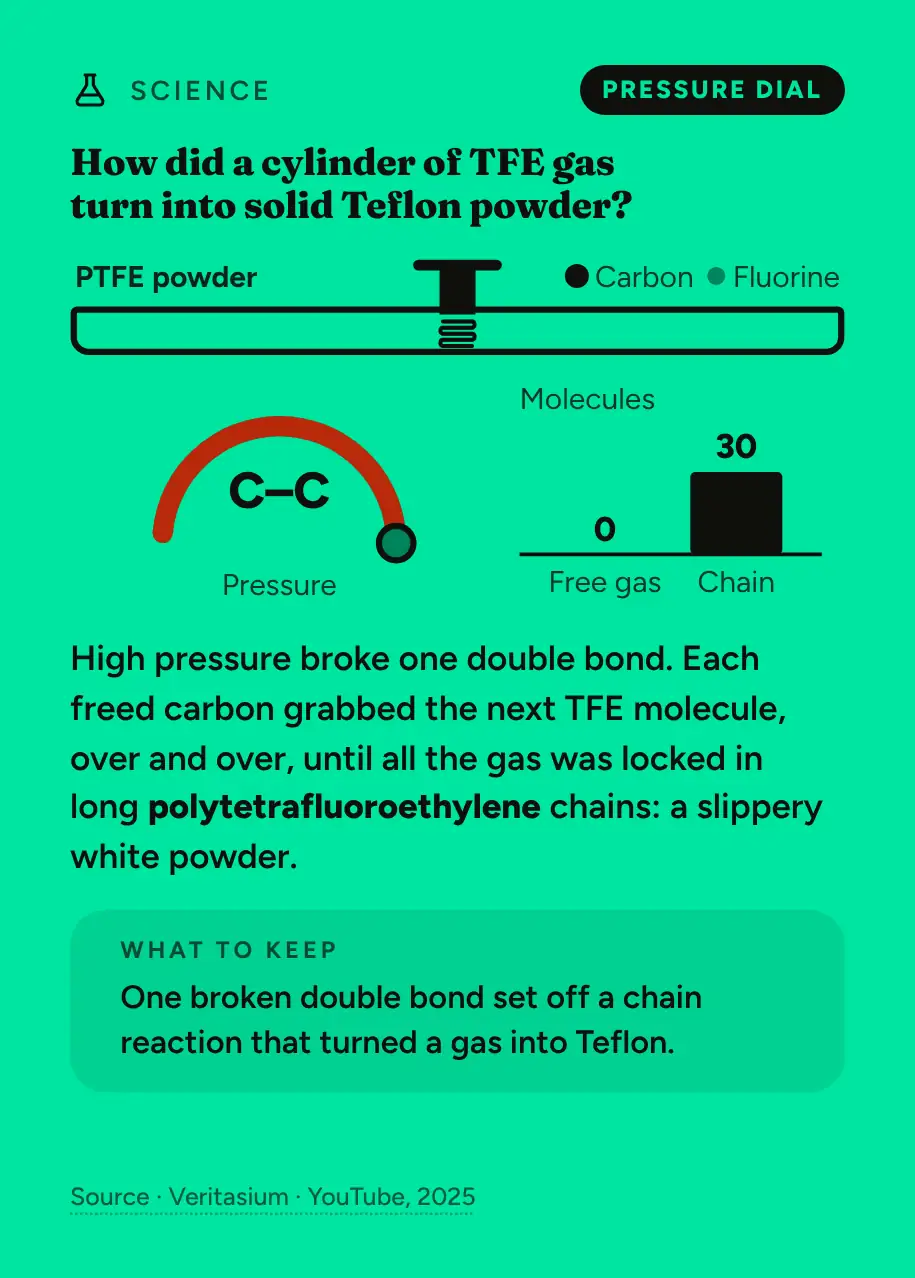 SCIENCE
PRESSURE DIAL
How did a cylinder of TFE gas
turn into solid Teflon powder?
PTFE powder
Carbon
Fluorine
C–C
Pressure
Molecules
30
0
Free gas
Chain
High pressure broke one double bond. Each
freed carbon grabbed the next TFE molecule,
over and over, until all the gas was locked in
long polytetrafluoroethylene chains: a slippery
white powder.
WHAT TO KEEP
One broken double bond set off a chain
reaction that turned a gas into Teflon.
Source · Veritasium · YouTube, 2025